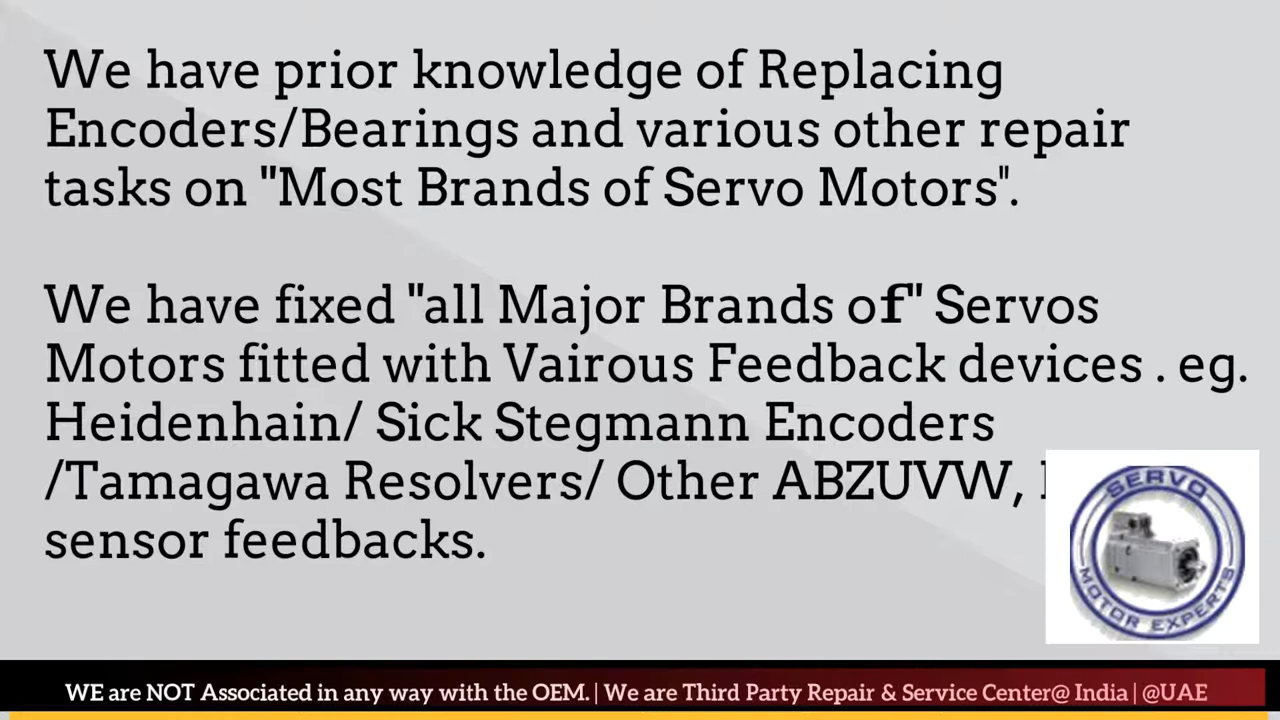 We have prior knowledge of Replacing
Encoders/Bearings and various other repair
tasks on "Most Brands of Servo Motors".
We have fixed "all Major Brands of" Servos
Motors fitted with Vairous Feedback devices . eg.
Heidenhain/ Sick Stegmann Encoders
/Tamagawa Resolvers/ Other ABZUVW,
sensor feedbacks.
SERVO
MOTOR EXPERTS
WE are NOT Associated in any way with the OEM. | We are Third Party Repair & Service Center@ India | @UAE